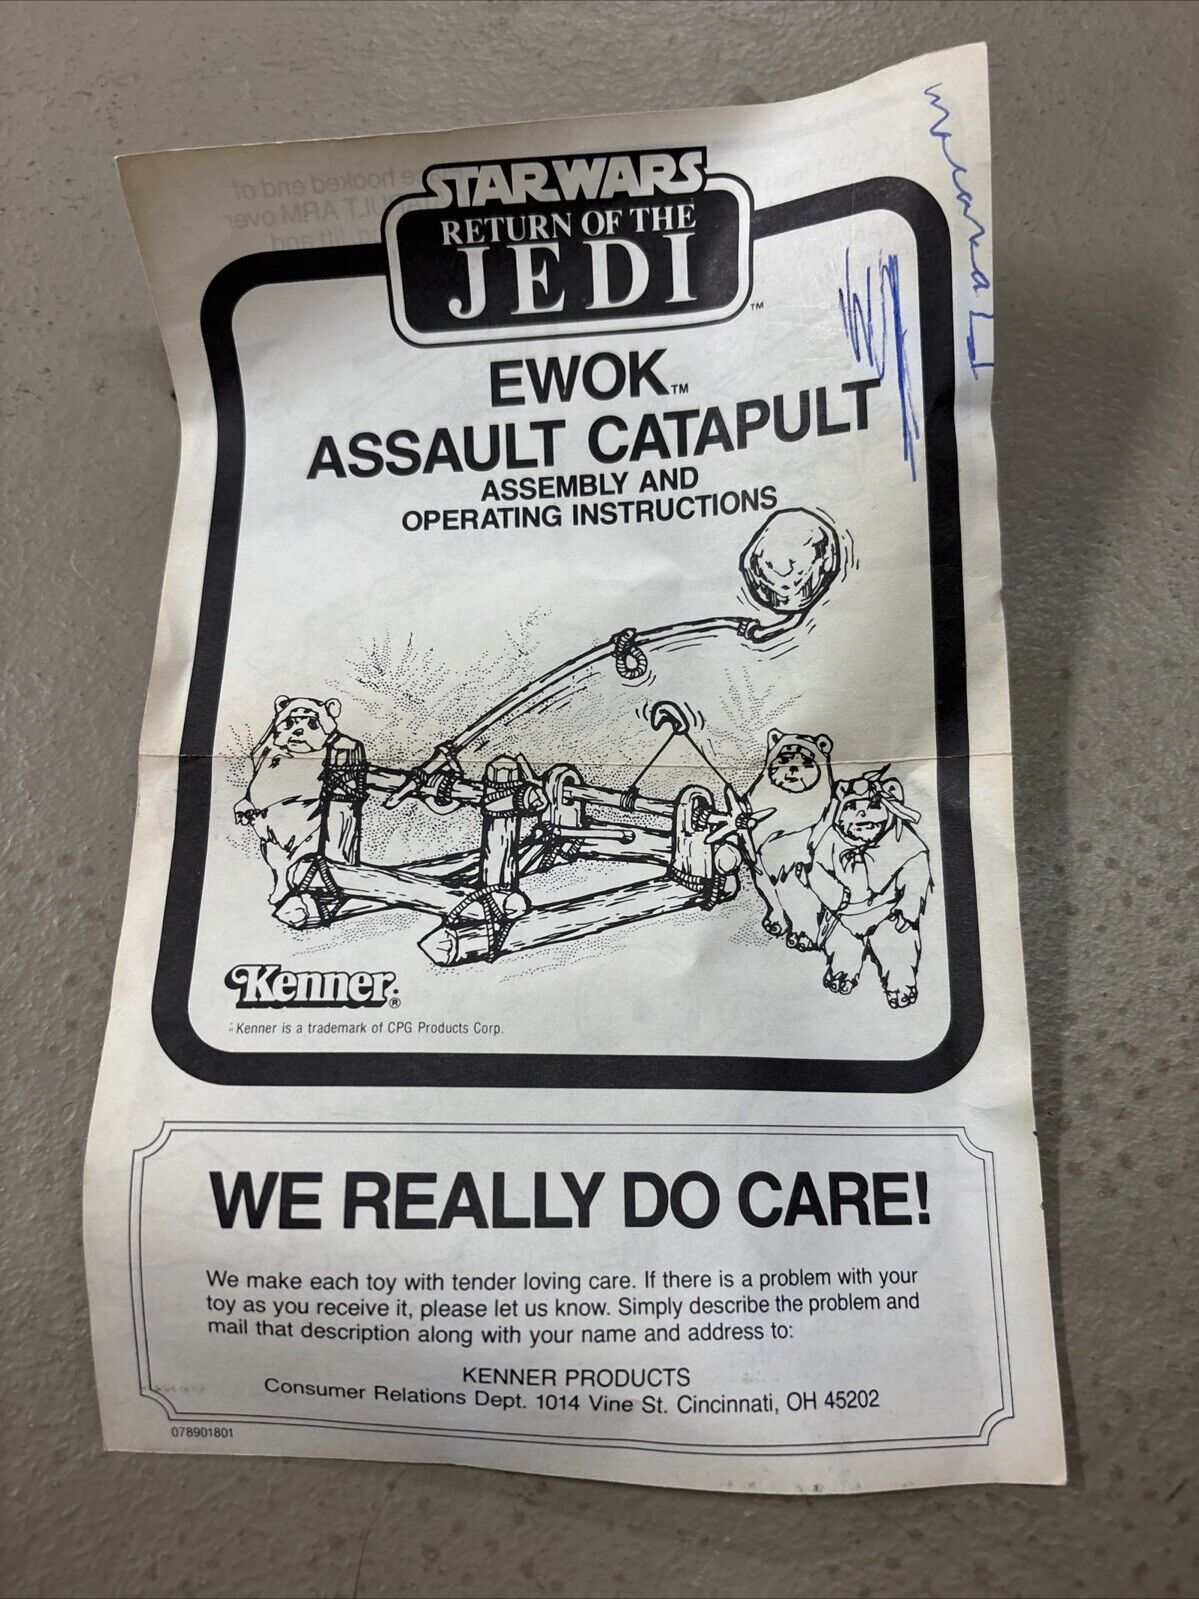 STAR WARS
RETURN OF THE
JEDI
™
EWOK™
ASSAULT CATAPULT
ASSEMBLY AND
OPERATING INSTRUCTIONS
Kenner®
Kenner is a trademark of CPG Products Corp.
WE REALLY DO CARE!
We make each toy with tender loving care. If there is a problem with your
toy as you receive it, please let us know. Simply describe the problem and
mail that description along with your name and address to:
KENNER PRODUCTS
Consumer Relations Dept. 1014 Vine St. Cincinnati, OH 45202
078901801